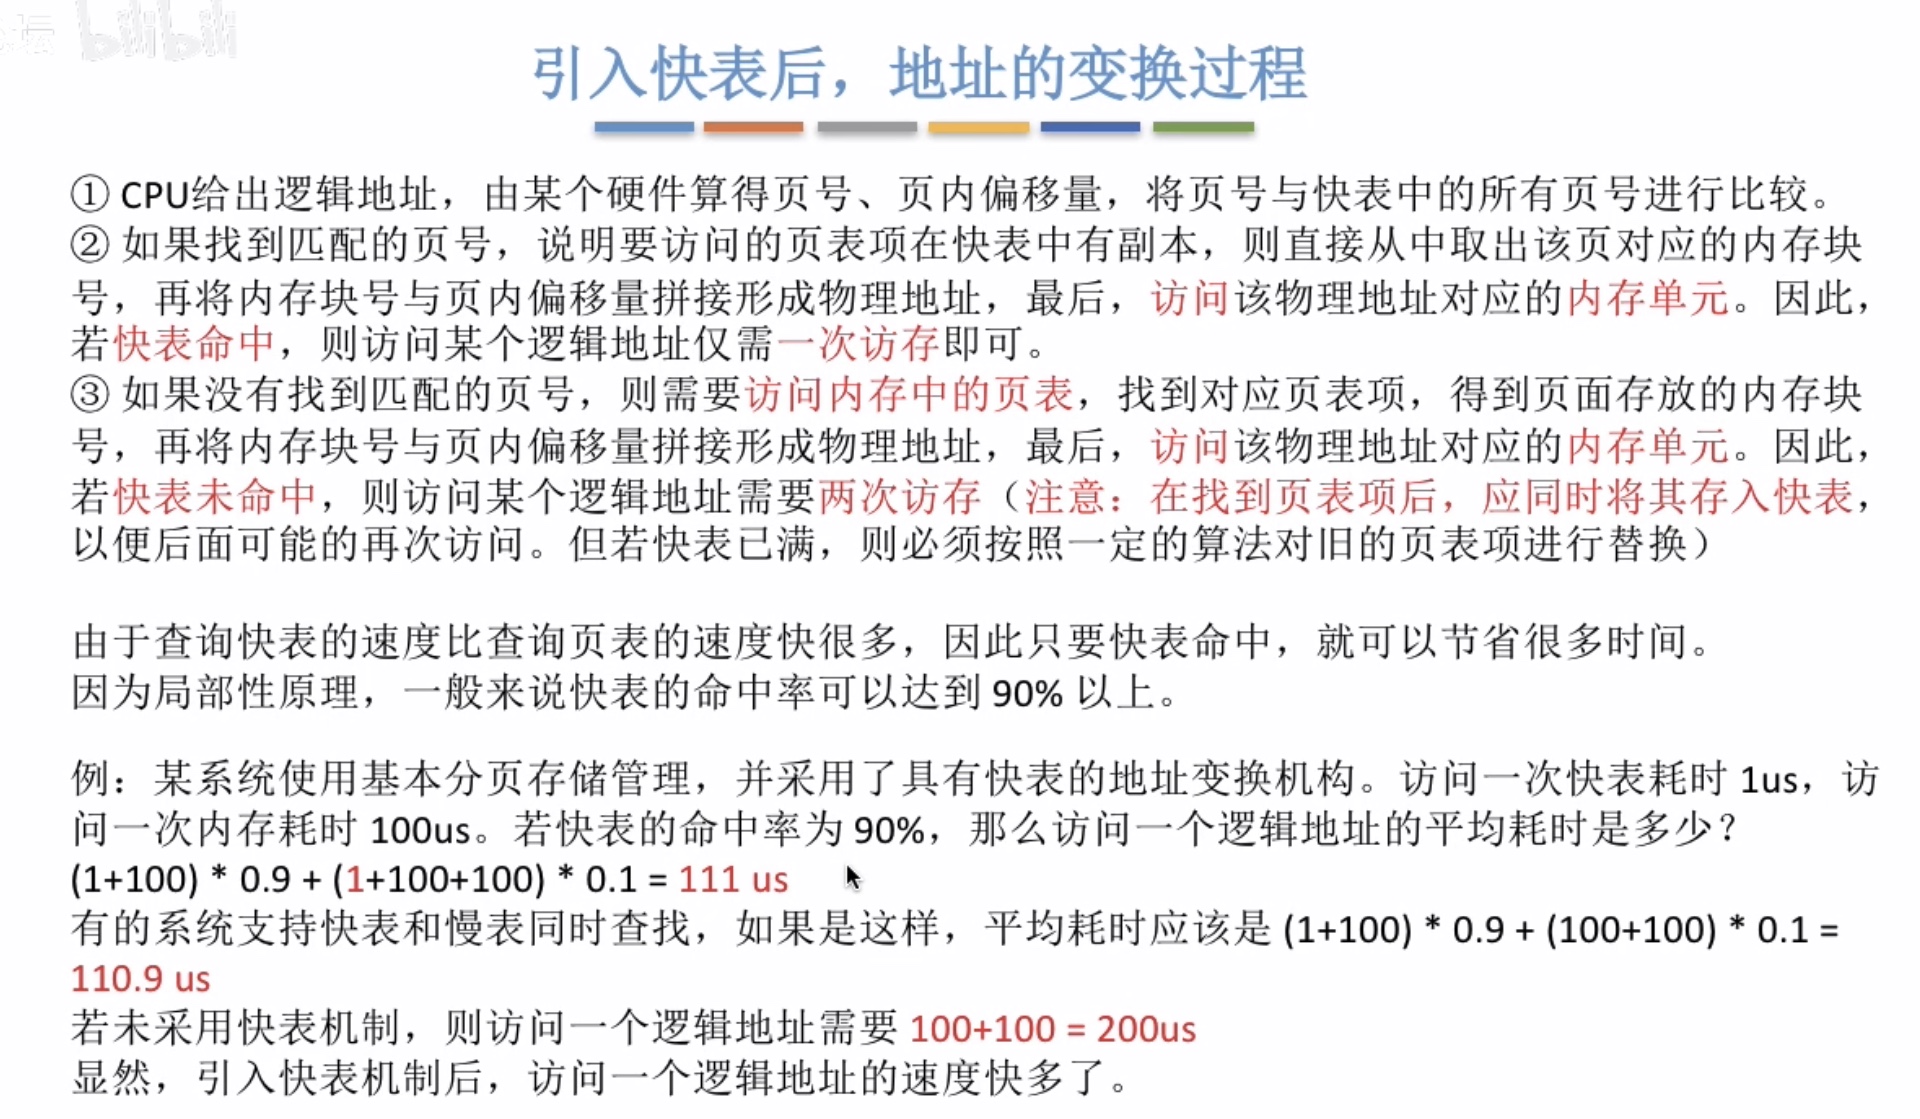 坛 bilibili
引入快表后，地址的变换过程
① CPU给出逻辑地址，由某个硬件算得页号、页内偏移量，将页号与快表中的所有页号进行比较。
② 如果找到匹配的页号，说明要访问的页表项在快表中有副本，则直接从中取出该页对应的内存块
号，再将内存块号与页内偏移量拼接形成物理地址，最后，访问该物理地址对应的内存单元。因此，
若快表命中，则访问某个逻辑地址仅需一次访存即可。
③ 如果没有找到匹配的页号，则需要访问内存中的页表，找到对应页表项，得到页面存放的内存块
号，再将内存块号与页内偏移量拼接形成物理地址，最后，访问该物理地址对应的内存单元。因此，
若快表未命中，则访问某个逻辑地址需要两次访存（注意：在找到页表项后，应同时将其存入快表，
以便后面可能的再次访问。但若快表已满，则必须按照一定的算法对旧的页表项进行替换）
由于查询快表的速度比查询页表的速度快很多，因此只要快表命中，就可以节省很多时间。
因为局部性原理，一般来说快表的命中率可以达到 90% 以上。
例：某系统使用基本分页存储管理，并采用了具有快表的地址变换机构。访问一次快表耗时 1us，访
问一次内存耗时 100us。若快表的命中率为 90%，那么访问一个逻辑地址的平均耗时是多少？
(1+100) * 0.9 + (1+100+100) * 0.1 = 111 us
有的系统支持快表和慢表同时查找，如果是这样，平均耗时应该是 (1+100) * 0.9 + (100+100) * 0.1 =
110.9 us
若未采用快表机制，则访问一个逻辑地址需要 100+100 = 200us
显然，引入快表机制后，访问一个逻辑地址的速度快多了。